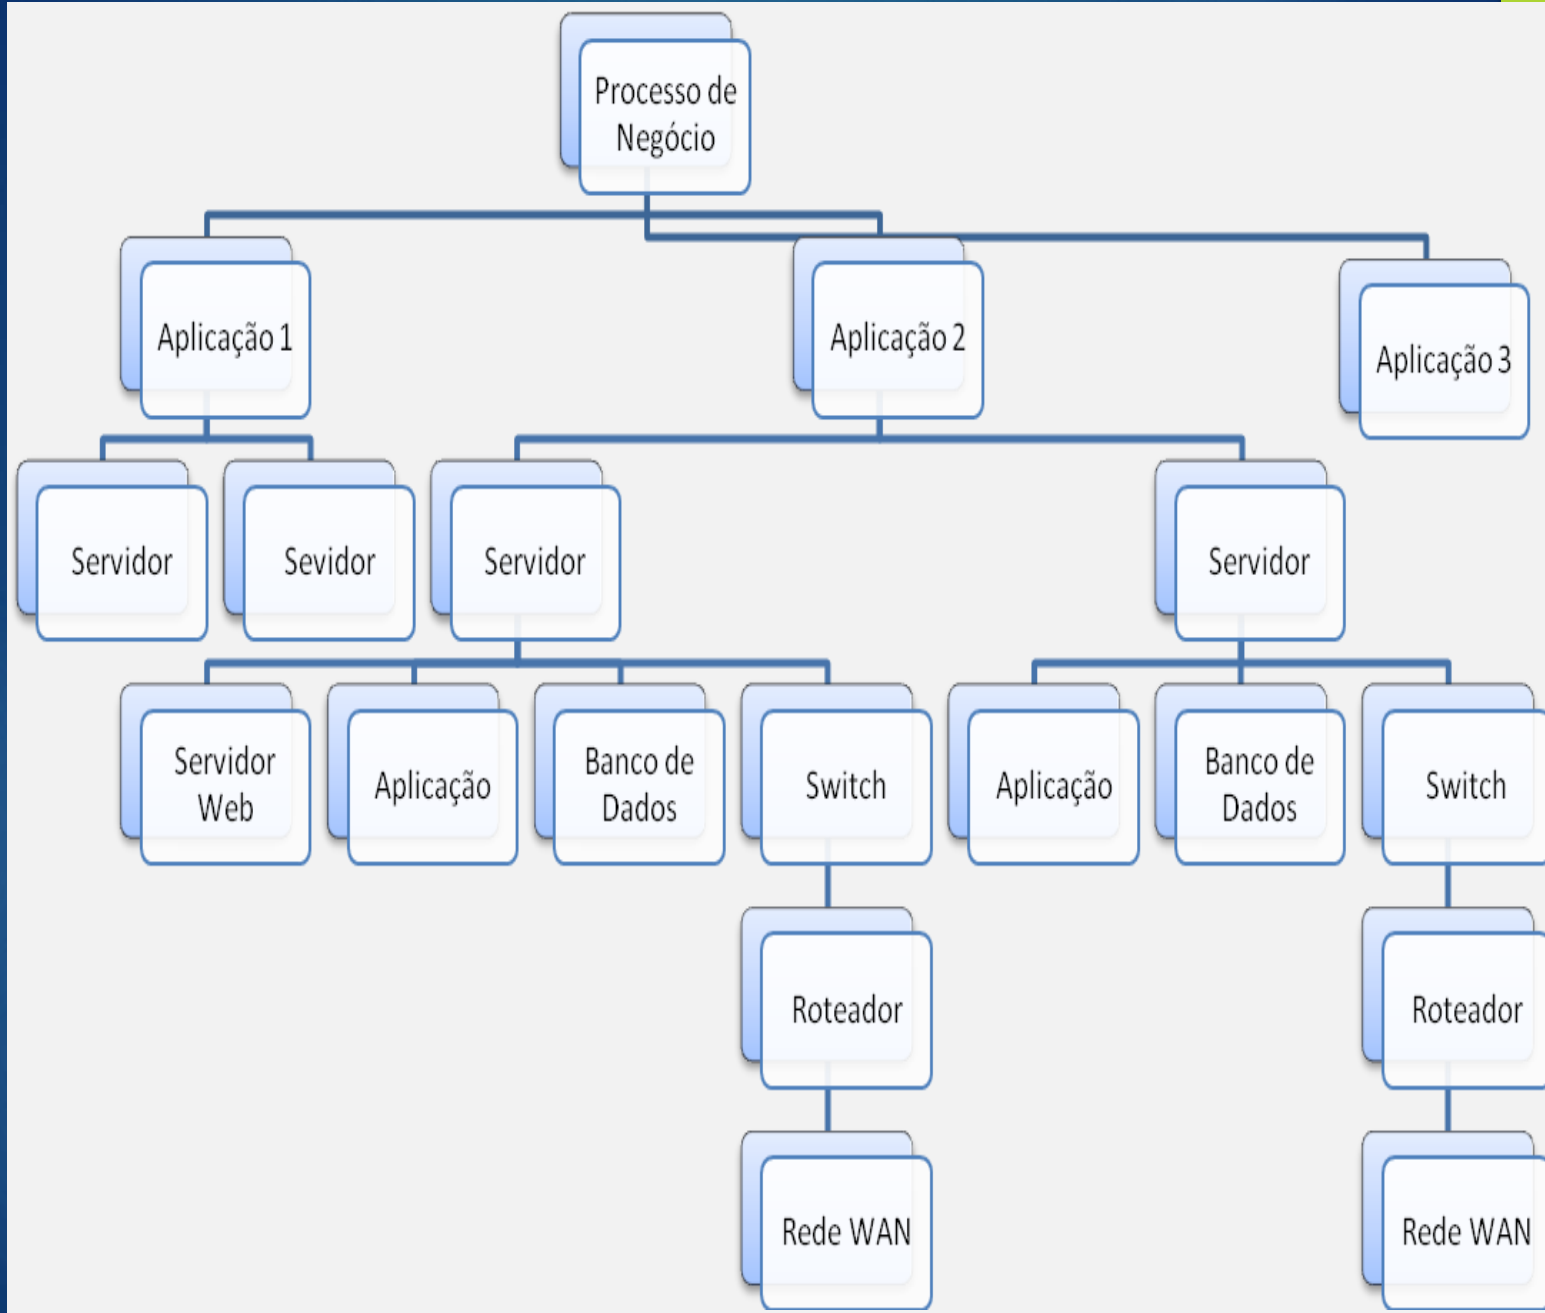 Processo de
Negócio
Aplicação 1
Aplicação 2
Aplicação 3
Servidor
Sevidor
Servidor
Servidor
Servidor
Web
Aplicação
Banco de
Dados
Switch
Aplicação
Banco de
Dados
Switch
Roteador
Roteador
Rede WAN
Rede WAN